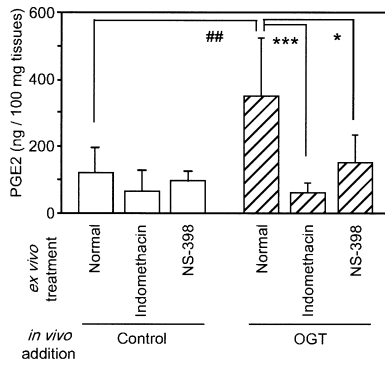 PGE2 (ng / 100 mg tissues)
600
400
200
0
##
***
*
ex vivo
treatment
Normal
Indomethacin
NS-398
Normal
Indomethacin
NS-398
in vivo
addition
Control
OGT